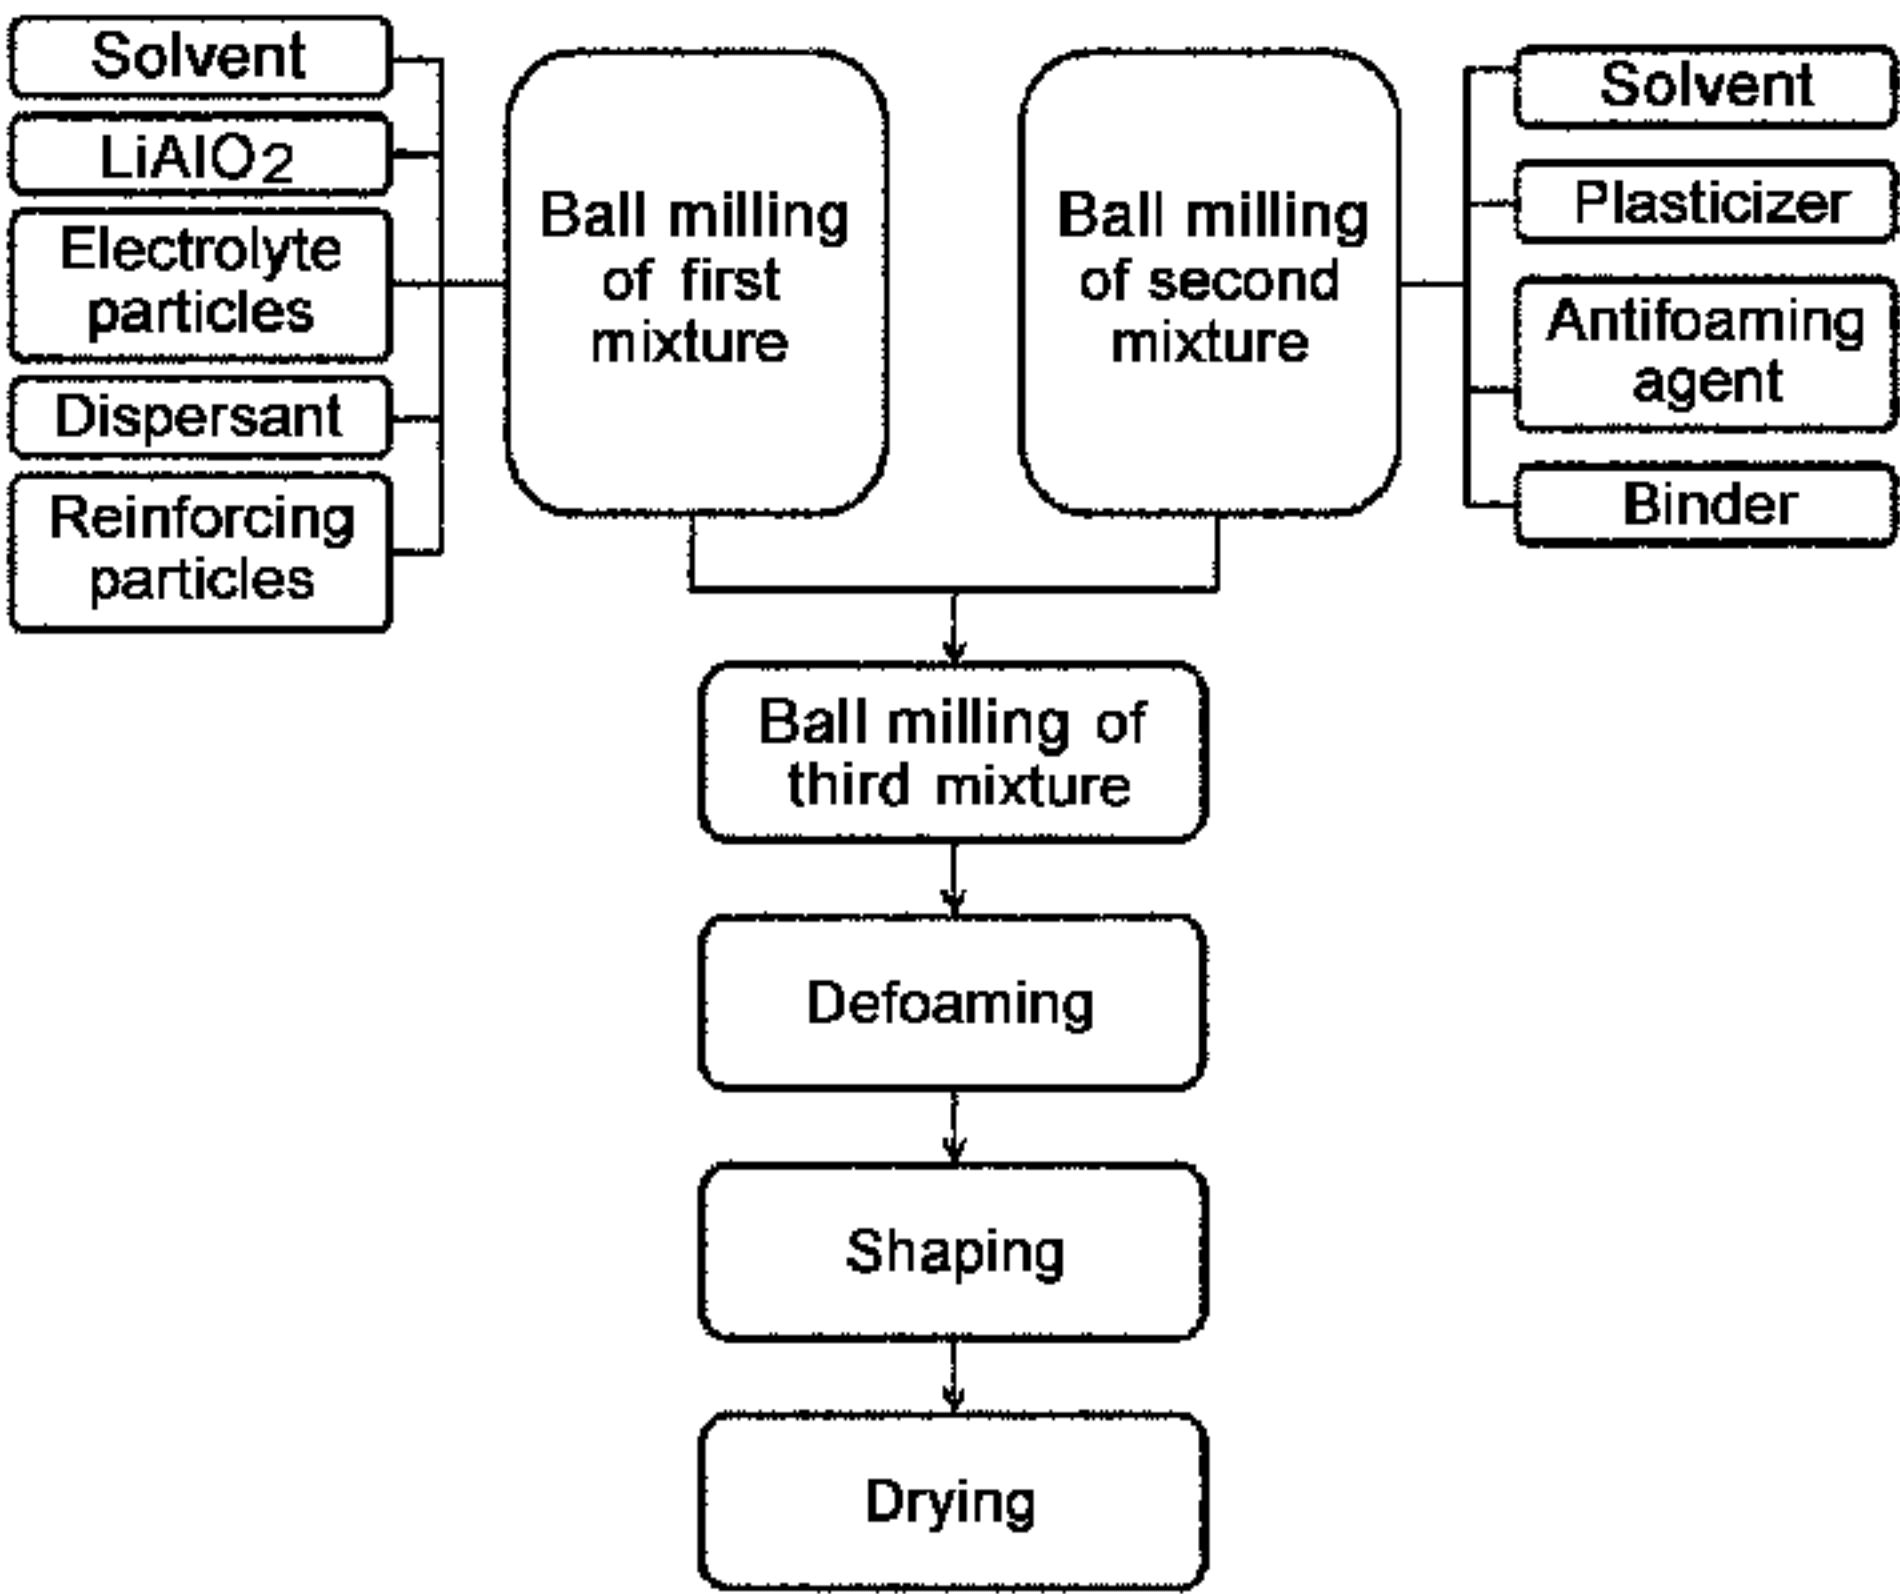 Solvent
LiAlO2
Electrolyte
particles
Dispersant
Reinforcing
particles
Ball milling
of first
mixture
Ball milling
of second
mixture
Solvent
Plasticizer
Antifoaming
agent
Binder
Ball milling of
third mixture
Defoaming
Shaping
Drying